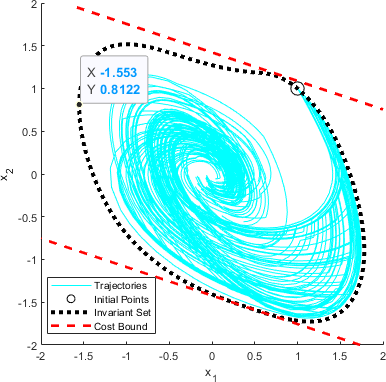 2
1.5
1
0.5
0
-0.5
-1
-1.5
-2
x2
X -1.553
Y 0.8122
Trajectories
Initial Points
Invariant Set
Cost Bound
-2 -1.5 -1 -0.5 0 0.5 1 1.5 2
x1